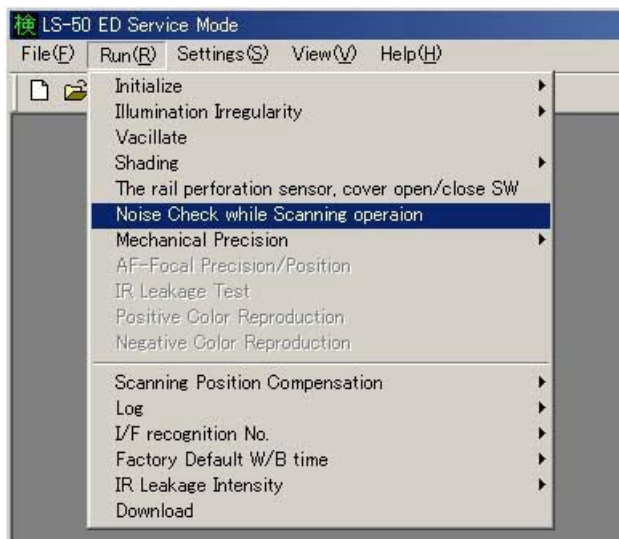 検 LS-50 ED Service Mode
File(F) Run(R) Settings(S) View(V) Help(H)
Initialize
Illumination Irregularity
Vacillate
Shading
The rail perforation sensor, cover open/close SW
Noise Check while Scanning operaion
Mechanical Precision
AF-Focal Precision/Position
IR Leakage Test
Positive Color Reproduction
Negative Color Reproduction
Scanning Position Compensation
Log
I/F recognition No.
Factory Default W/B time
IR Leakage Intensity
Download